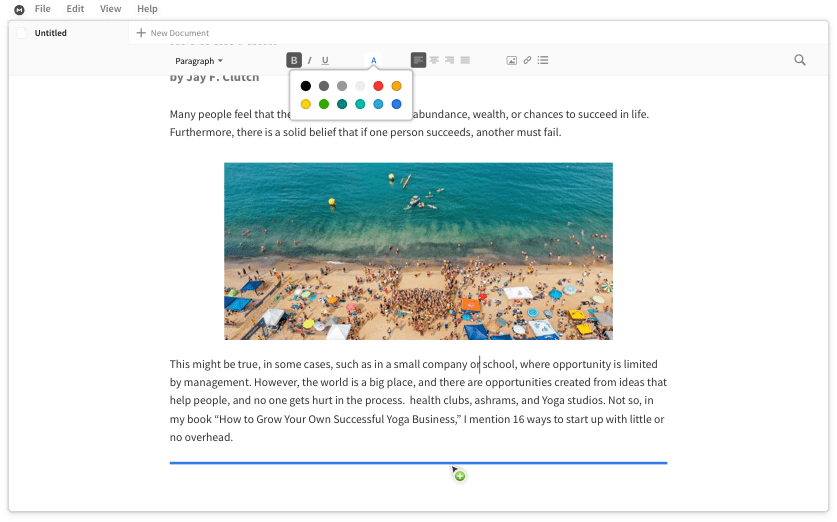 File Edit View Help
Untitled
New Document
Paragraph
B I U A
by Jay F. Clutch
Many people feel that the abundance, wealth, or chances to succeed in life.
Furthermore, there is a solid belief that if one person succeeds, another must fail.
This might be true, in some cases, such as in a small company or school, where opportunity is limited
by management. However, the world is a big place, and there are opportunities created from ideas that
help people, and no one gets hurt in the process.  health clubs, ashrams, and Yoga studios. Not so, in
my book “How to Grow Your Own Successful Yoga Business,” I mention 16 ways to start up with little or
no overhead.